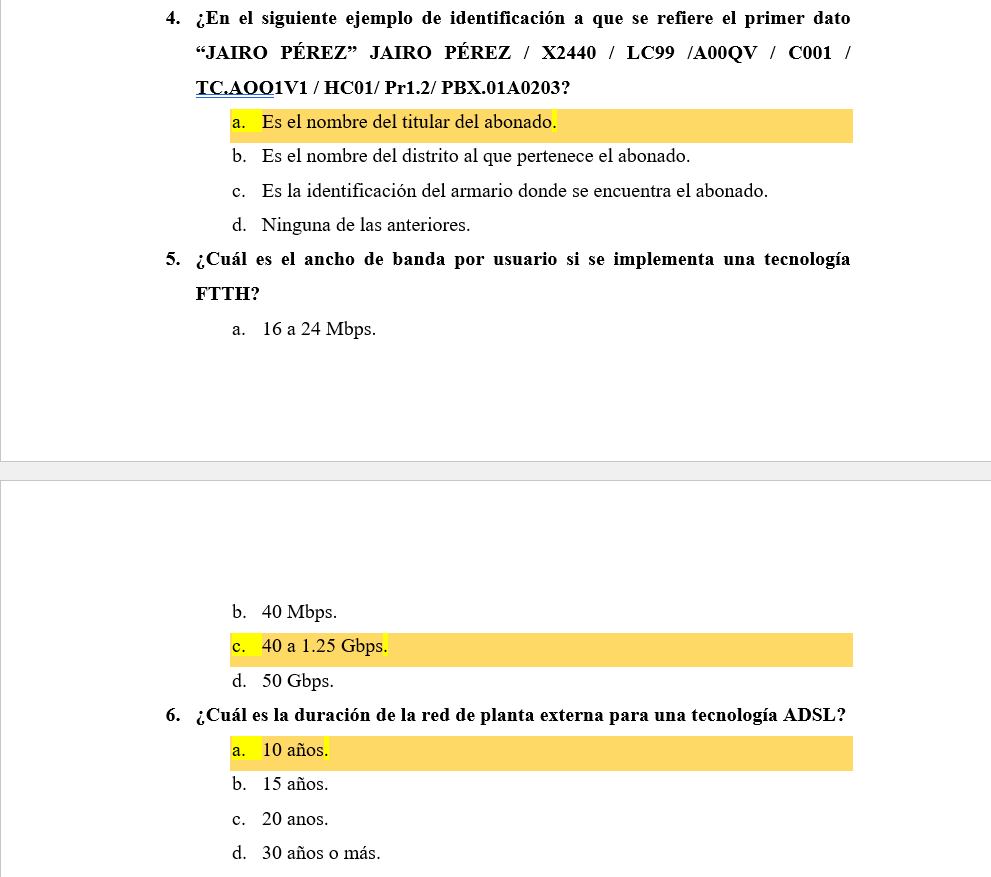 4. ¿En el siguiente ejemplo de identificación a que se refiere el primer dato
“JAIRO PÉREZ” JAIRO PÉREZ / X2440 / LC99 /A00QV / C001 /
TC.AOO1V1 / HC01/ Pr1.2/ PBX.01A0203?
a. Es el nombre del titular del abonado.
b. Es el nombre del distrito al que pertenece el abonado.
c. Es la identificación del armario donde se encuentra el abonado.
d. Ninguna de las anteriores.
5. ¿Cuál es el ancho de banda por usuario si se implementa una tecnología
FTTH?
a. 16 a 24 Mbps.
b. 40 Mbps.
c. 40 a 1.25 Gbps.
d. 50 Gbps.
6. ¿Cuál es la duración de la red de planta externa para una tecnología ADSL?
a. 10 años.
b. 15 años.
c. 20 anos.
d. 30 años o más.